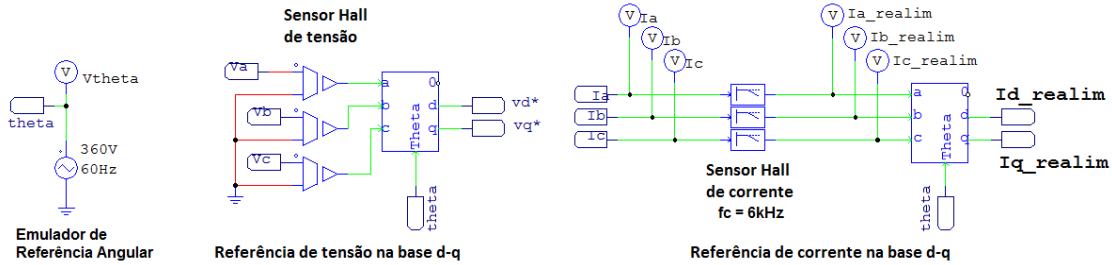 Vtheta
theta
360V
60Hz
Emulador de
Referência Angular
Sensor Hall
de tensão
Va
Vb
Vc
a
b
c
0
d
q
Theta
vd*
vq*
theta
Referência de tensão na base d-q
V
V
Ia
V
Ib
V
Ic
Ia
Ib
Ic
Sensor Hall
de corrente
fc = 6kHz
V
Ia_realim
V
Ib_realim
V
Ic_realim
a
b
c
0
d
q
Theta
Id_realim
Iq_realim
theta
Referência de corrente na base d-q